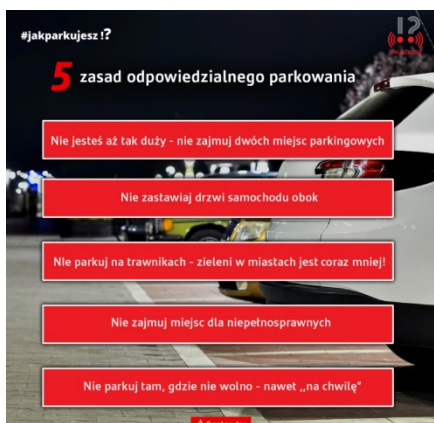 #jakparkujesz!?
!?
5 zasad odpowiedzialnego parkowania
Nie jesteś aż tak duży - nie zajmuj dwóch miejsc parkingowych
Nie zastawiaj drzwi samochodu obok
NIe parkuj na trawnikach - zieleni w miastach jest coraz mniej!
Nie zajmuj miejsc dla niepełnosprawnych
Nie parkuj tam, gdzie nie wolno - nawet ,,na chwilę"